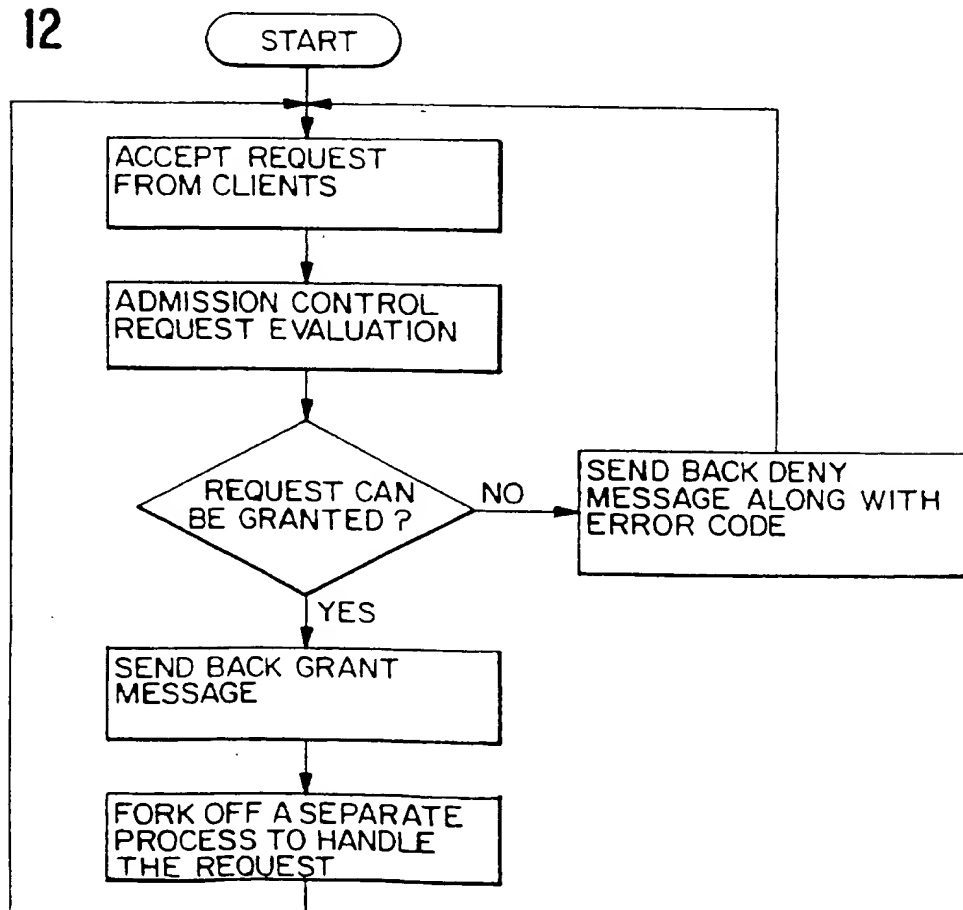 12
START
ACCEPT REQUEST
FROM CLIENTS
ADMISSION CONTROL
REQUEST EVALUATION
REQUEST CAN
BE GRANTED ?
NO
SEND BACK DENY
MESSAGE ALONG WITH
ERROR CODE
YES
SEND BACK GRANT
MESSAGE
FORK OFF A SEPARATE
PROCESS TO HANDLE
THE REQUEST